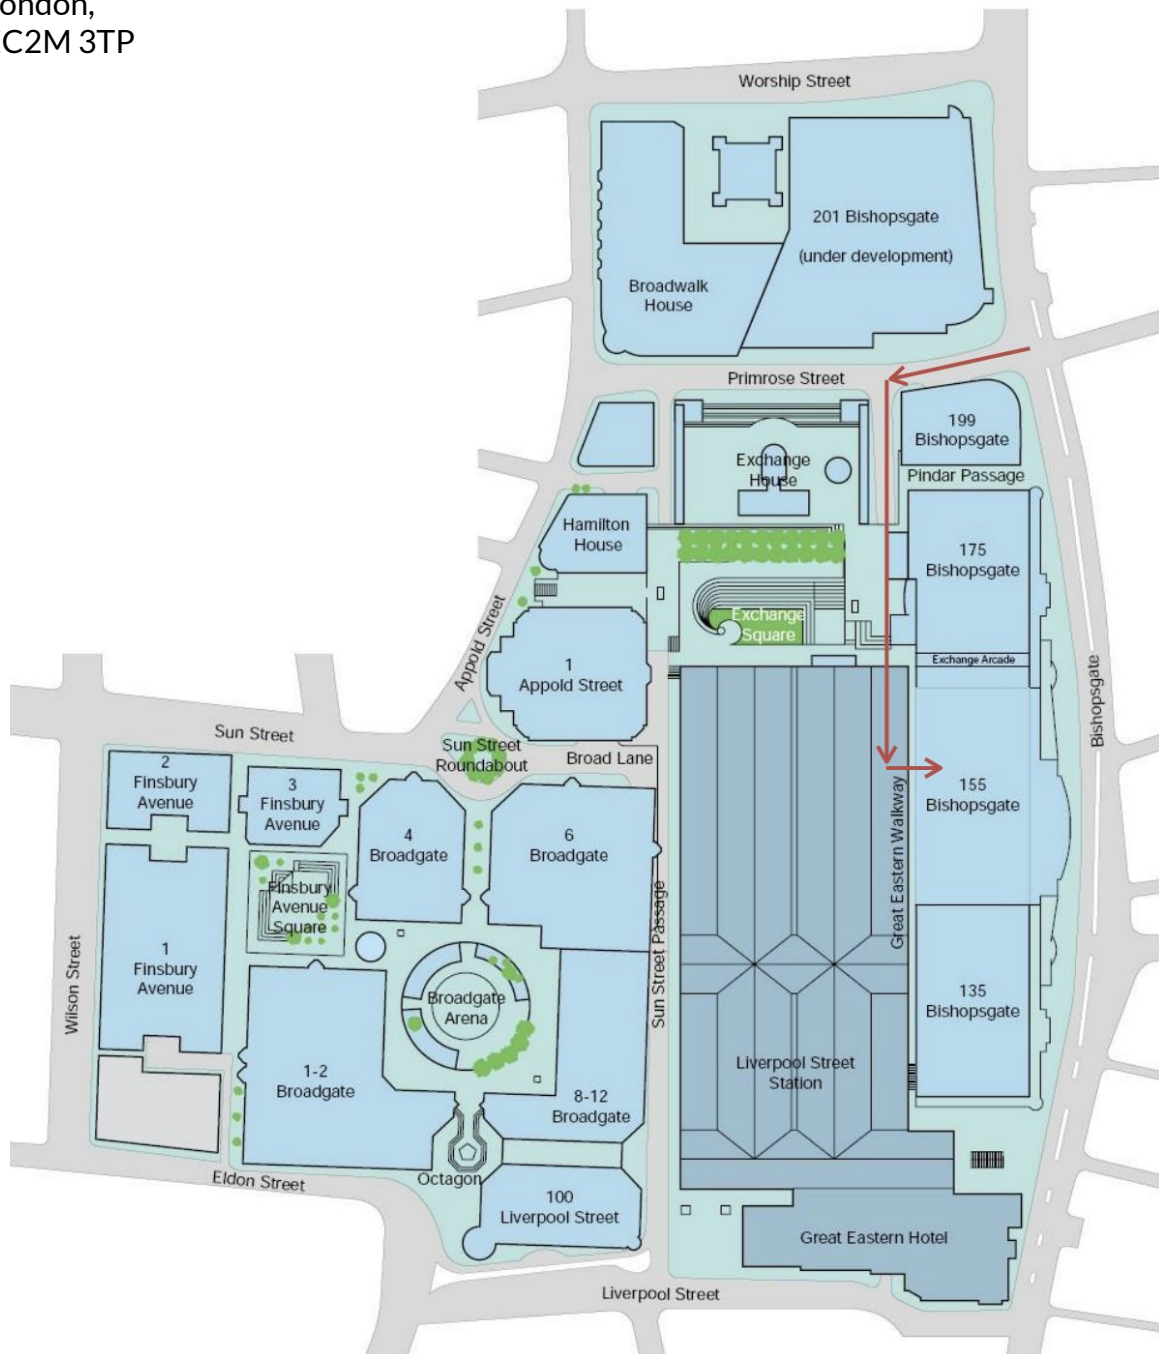 ondon,
C2M 3TP
Worship Street
201 Bishopsgate
(under development)
Broadwalk
House
Primrose Street
199
Bishopsgate
Exchange
House
Pindar Passage
Hamilton
House
175
Bishopsgate
Exchange
Square
Appold Street
1
Appold Street
Exchange Arcade
Bishopsgate
Sun Street
Sun Street
Roundabout
Broad Lane
2
Finsbury
Avenue
3
Finsbury
Avenue
155
Bishopsgate
4
Broadgate
6
Broadgate
Great Eastern Walkway
Finsbury
Avenue
Square
Sun Street Passage
Wilson Street
1
Finsbury
Avenue
Broadgate
Arena
135
Bishopsgate
1-2
Broadgate
Liverpool Street
Station
8-12
Broadgate
Eldon Street
Octagon
100
Liverpool Street
Great Eastern Hotel
Liverpool Street